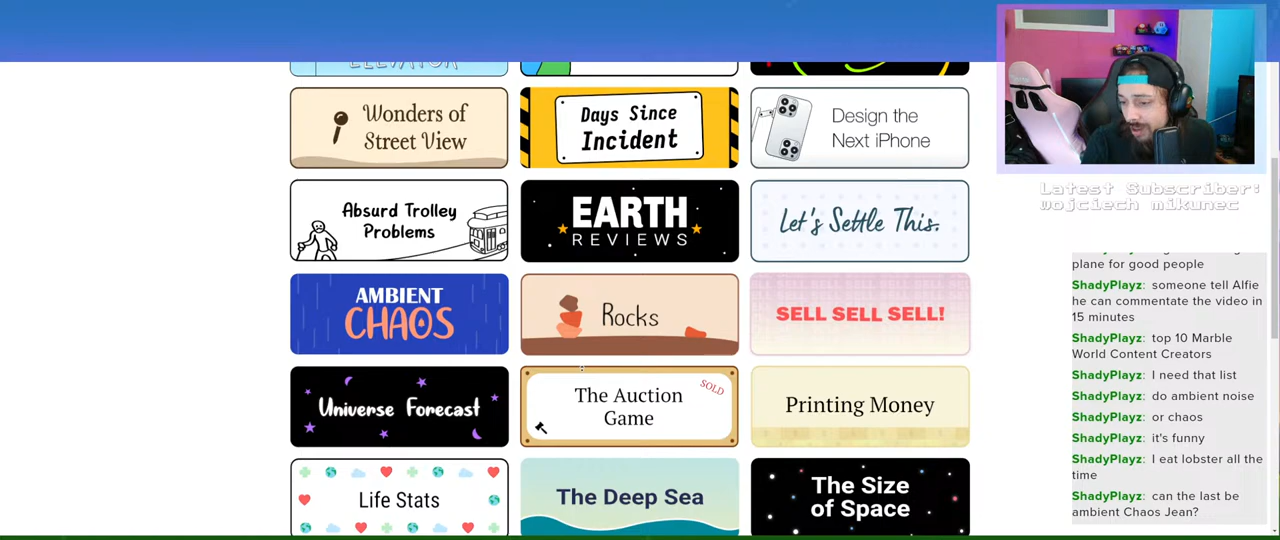 ELEVATOR
Wonders of
Street View
Days Since
Incident
Design the
Next iPhone
Absurd Trolley
Problems
EARTH
REVIEWS
Let's Settle This.
AMBIENT
CHAOS
Rocks
SELL SELL SELL!
Universe Forecast
The Auction
Game
SOLD
Printing Money
Life Stats
The Deep Sea
The Size
of Space
Latest Subscriber:
wojciech mikunec
plane for good people
ShadyPlayz: someone tell Alfie
he can commentate the video in
15 minutes
ShadyPlayz: top 10 Marble
World Content Creators
ShadyPlayz: I need that list
ShadyPlayz: do ambient noise
ShadyPlayz: or chaos
ShadyPlayz: it's funny
ShadyPlayz: I eat lobster all the
time
ShadyPlayz: can the last be
ambient Chaos Jean?